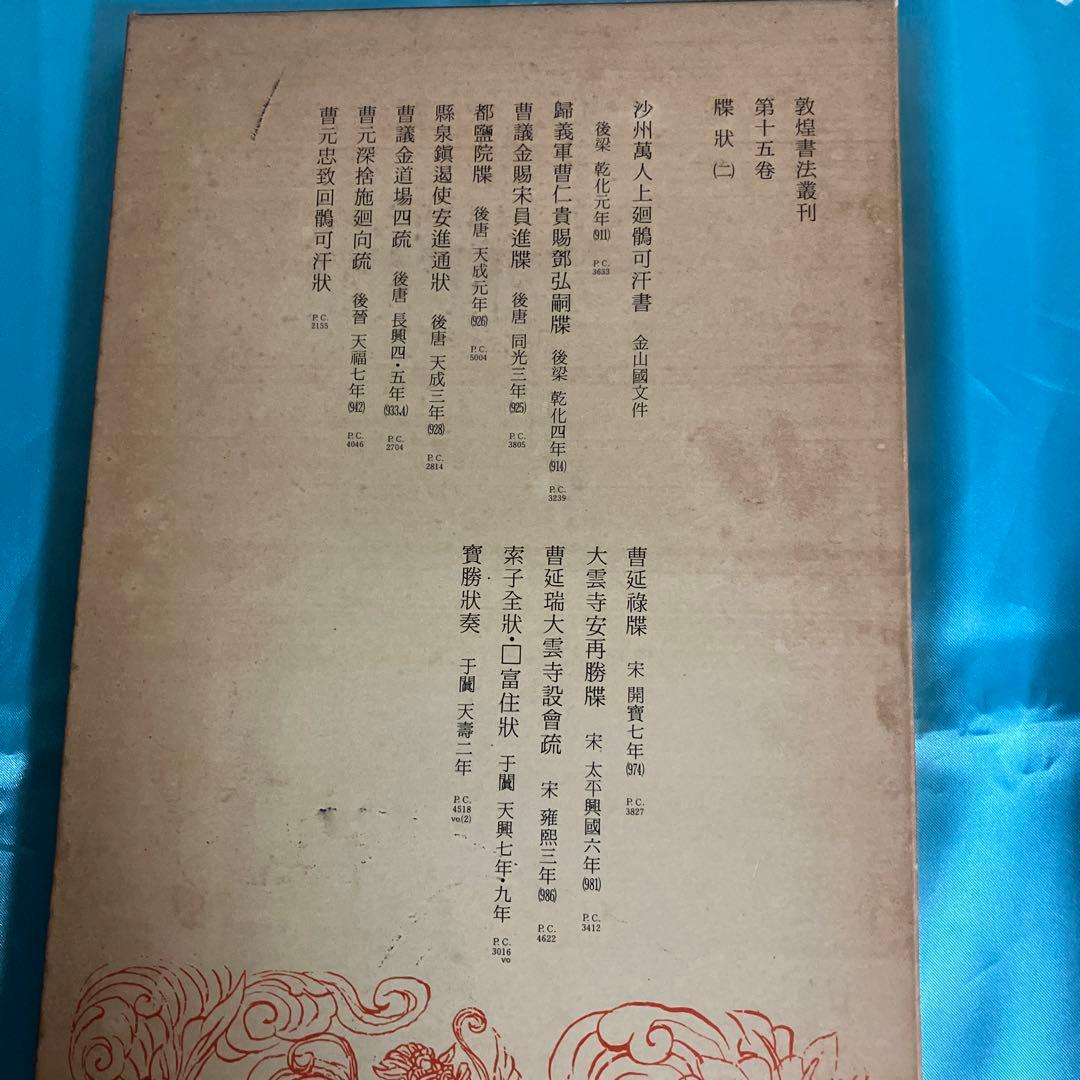 敦煌書法叢刊
第十五卷
牒狀(二)
沙州萬人上廻鶻可汗書 金山國文件
後梁 乾化元年(911) P.C. 3633
歸義軍曹仁貴賜鄧弘嗣牒 後梁 乾化四年(914) P.C. 3239
曹議金賜宋員進牒 後唐 同光三年(925) P.C. 3805
都鹽院牒 後唐 天成元年(926) P.C. 5004
縣泉鎭遏使安進通狀 後唐 天成三年(928) P.C. 2814
曹議金道場四疏 後唐 長興四・五年(933.4) P.C. 2704
曹元深捨施廻向疏 後晉 天福七年(942) P.C. 4046
曹元忠致回鶻可汗狀 P.C. 2155
曹延祿牒 宋 開寶七年(974) P.C. 3827
大雲寺安再勝牒 宋 太平興國六年(981) P.C. 3412
曹延瑞大雲寺設會疏 宋 雍熙三年(986) P.C. 4622
索子全狀・□富住狀 于闐 天興七年・九年 P.C. 3016 vo
寶勝狀奏 于闐 天壽二年 P.C. 4518 vo(2)